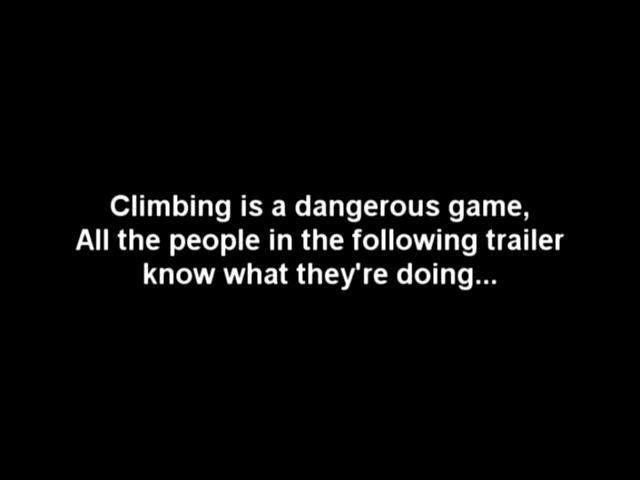 Climbing is a dangerous game,
All the people in the following trailer
know what they're doing...